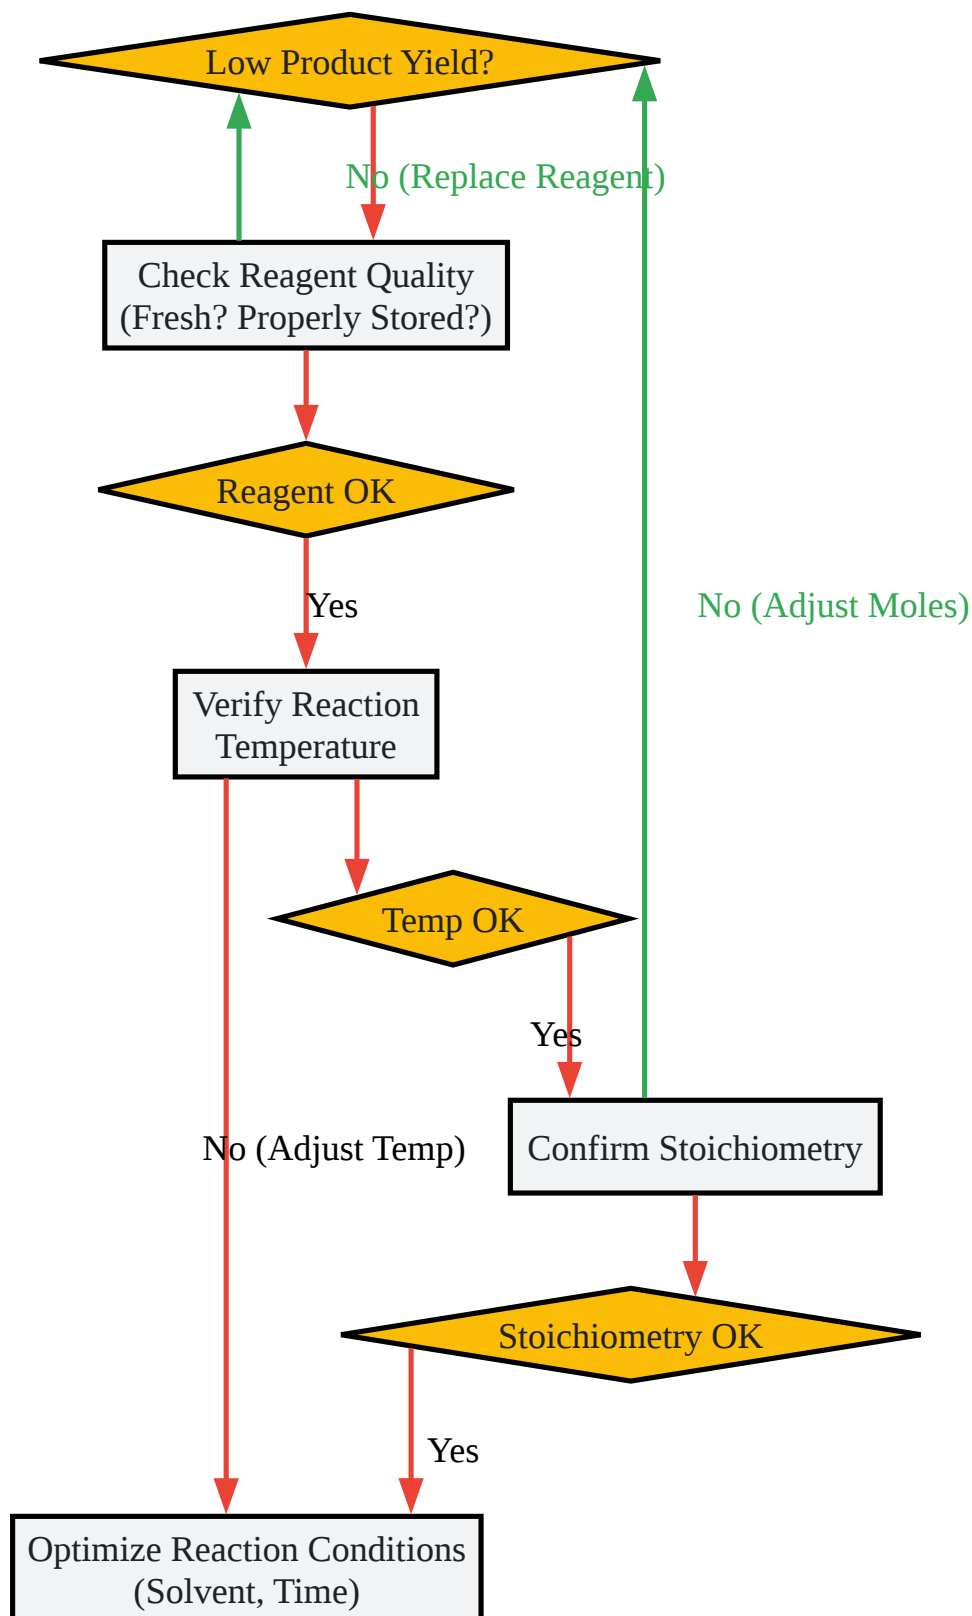 Low Product Yield?
No (Replace Reagent)
Check Reagent Quality
(Fresh? Properly Stored?)
Reagent OK
Yes
No (Adjust Moles)
Verify Reaction
Temperature
Temp OK
Yes
No (Adjust Temp)
Confirm Stoichiometry
Stoichiometry OK
Yes
Optimize Reaction Conditions
(Solvent, Time)